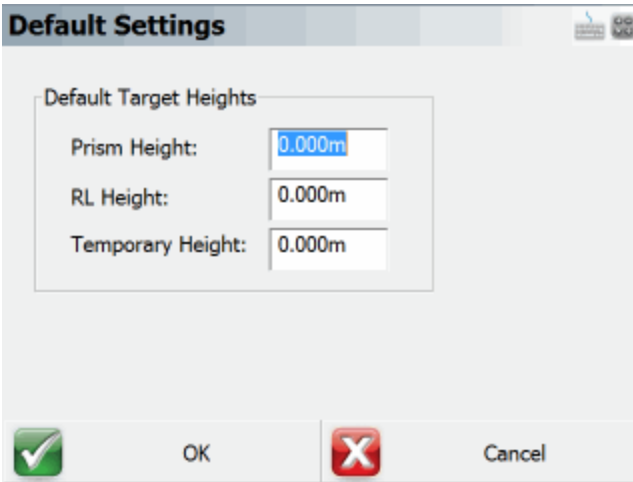 Default Settings
Default Target Heights
Prism Height: 0.000m
RL Height: 0.000m
Temporary Height: 0.000m
OK Cancel